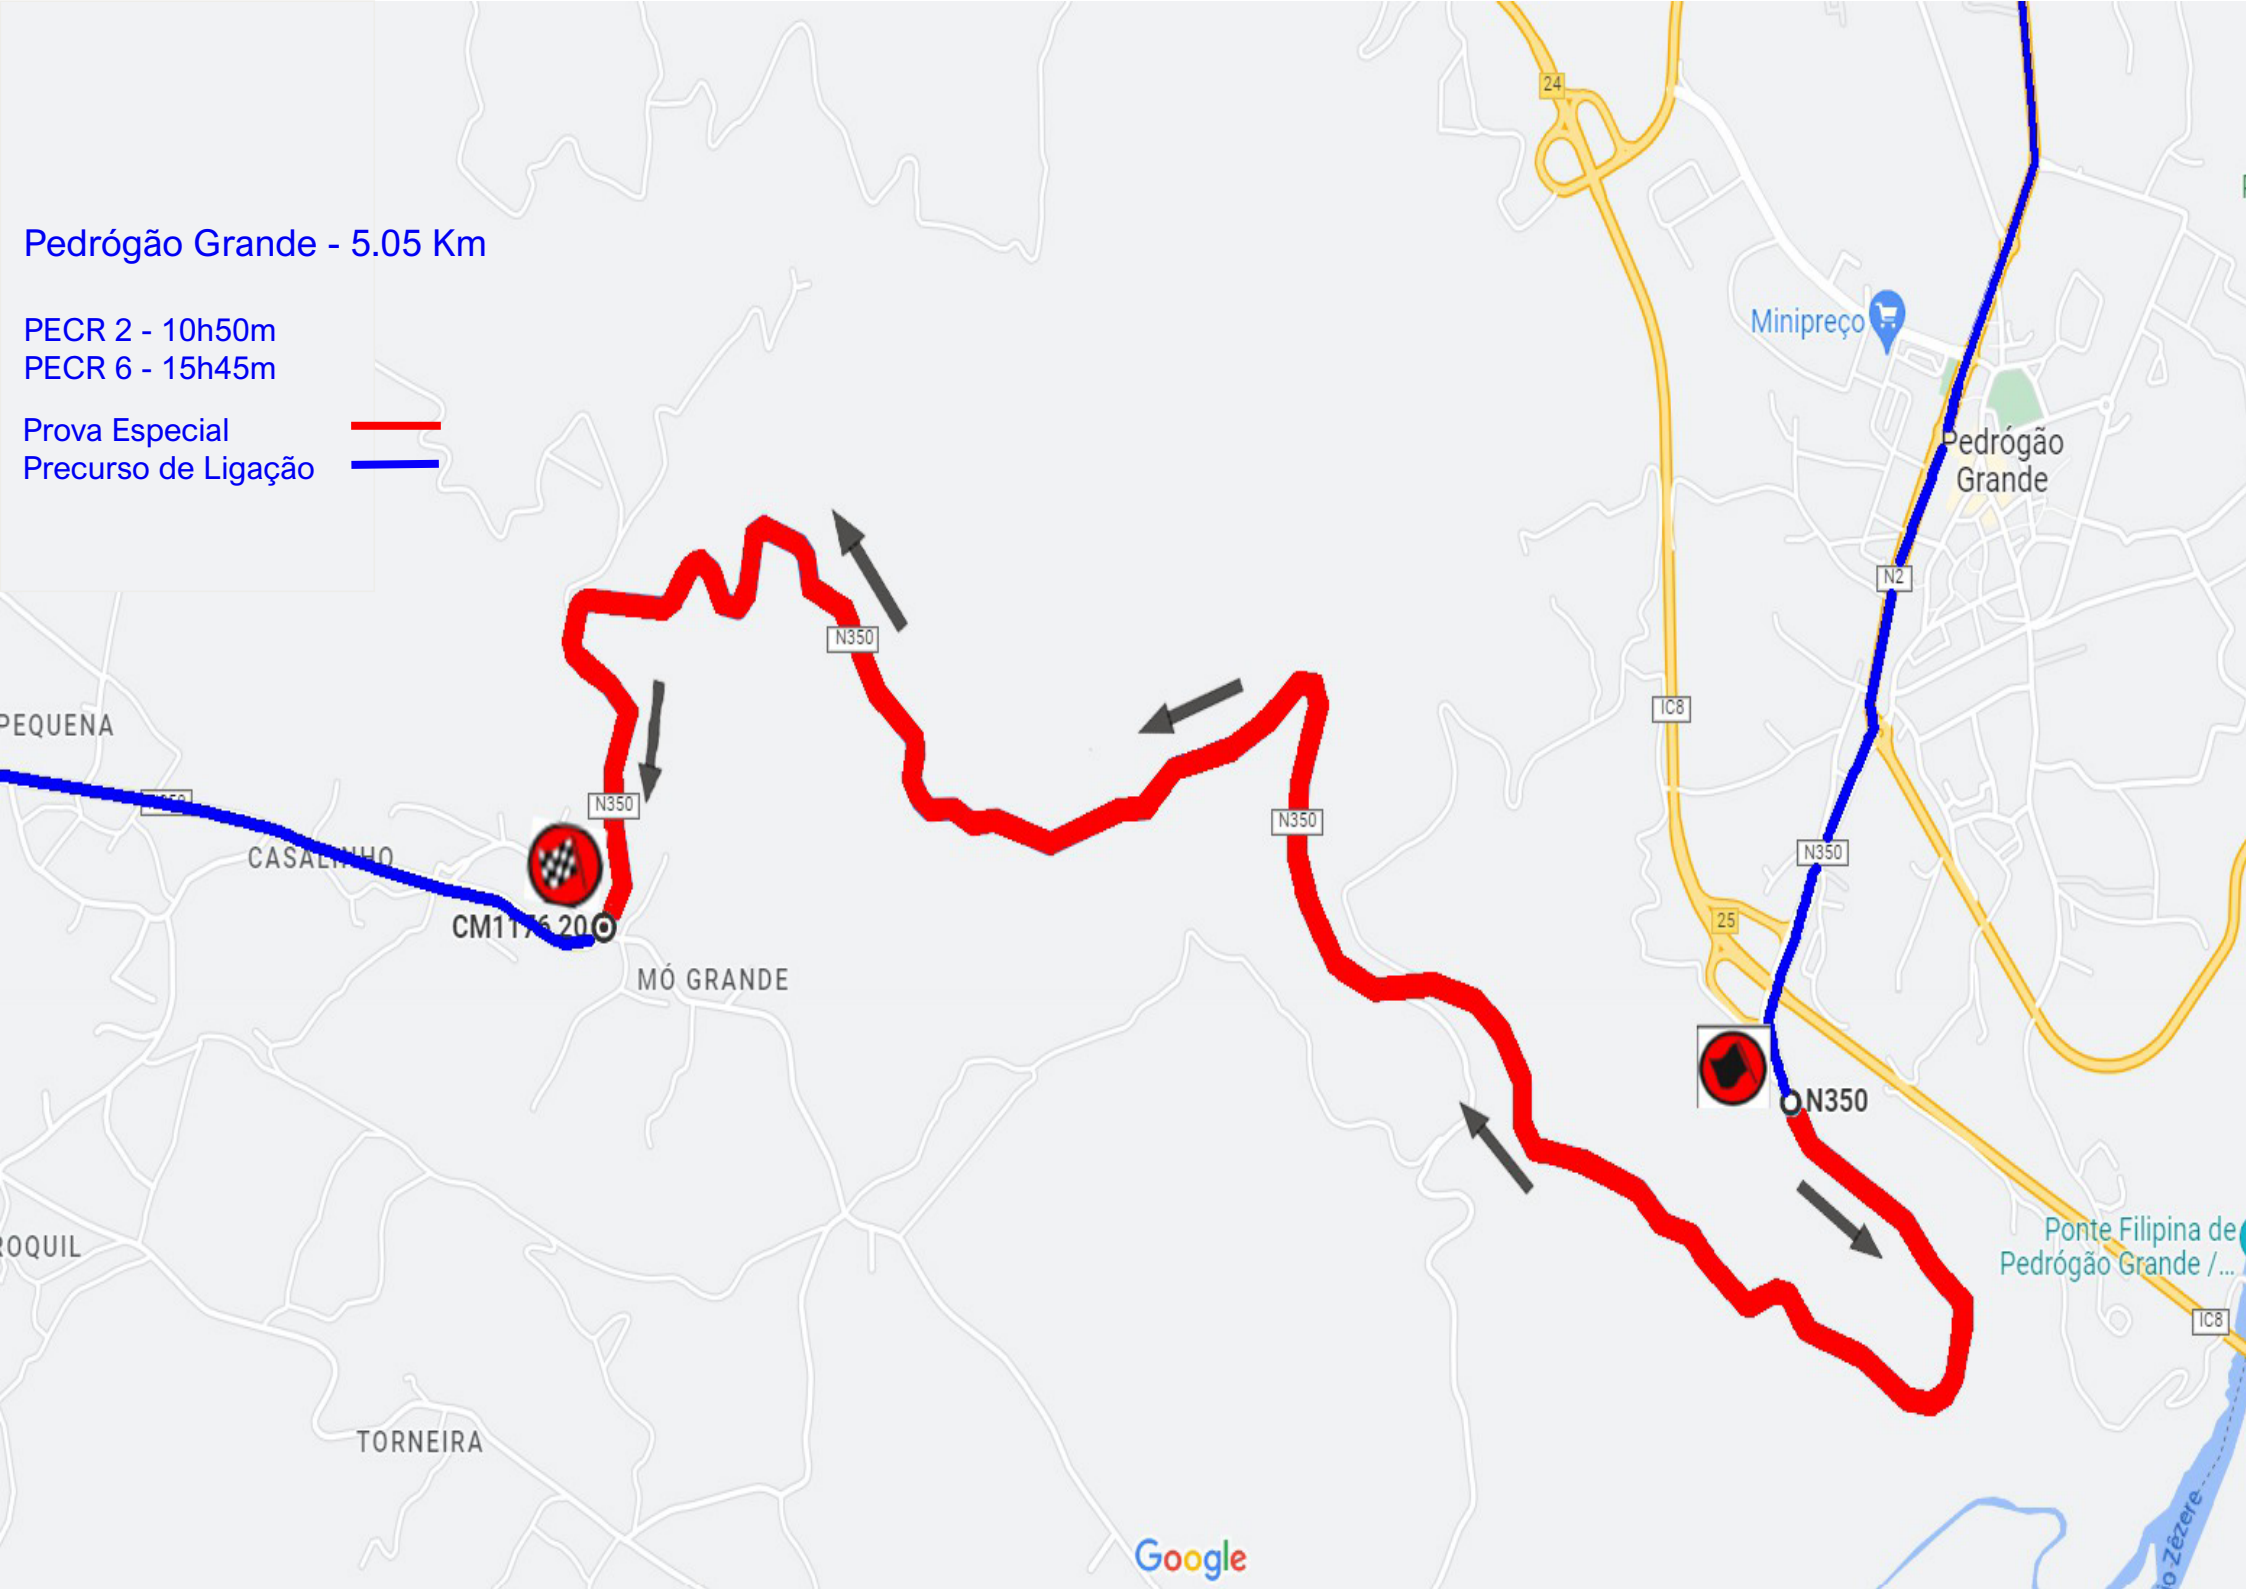 Pedrógão Grande - 5.05 Km
PECR 2 - 10h50m
PECR 6 - 15h45m
Prova Especial
Precurso de Ligação
24
Minipreço
Pedrógão
Grande
N2
N350
N350
IC8
PEQUENA
N350
N350
N350
CASALINHO
25
CM1176 20
MÓ GRANDE
N350
Ponte Filipina de
Pedrógão Grande /...
ROQUIL
IC8
TORNEIRA
Zêzere
Google